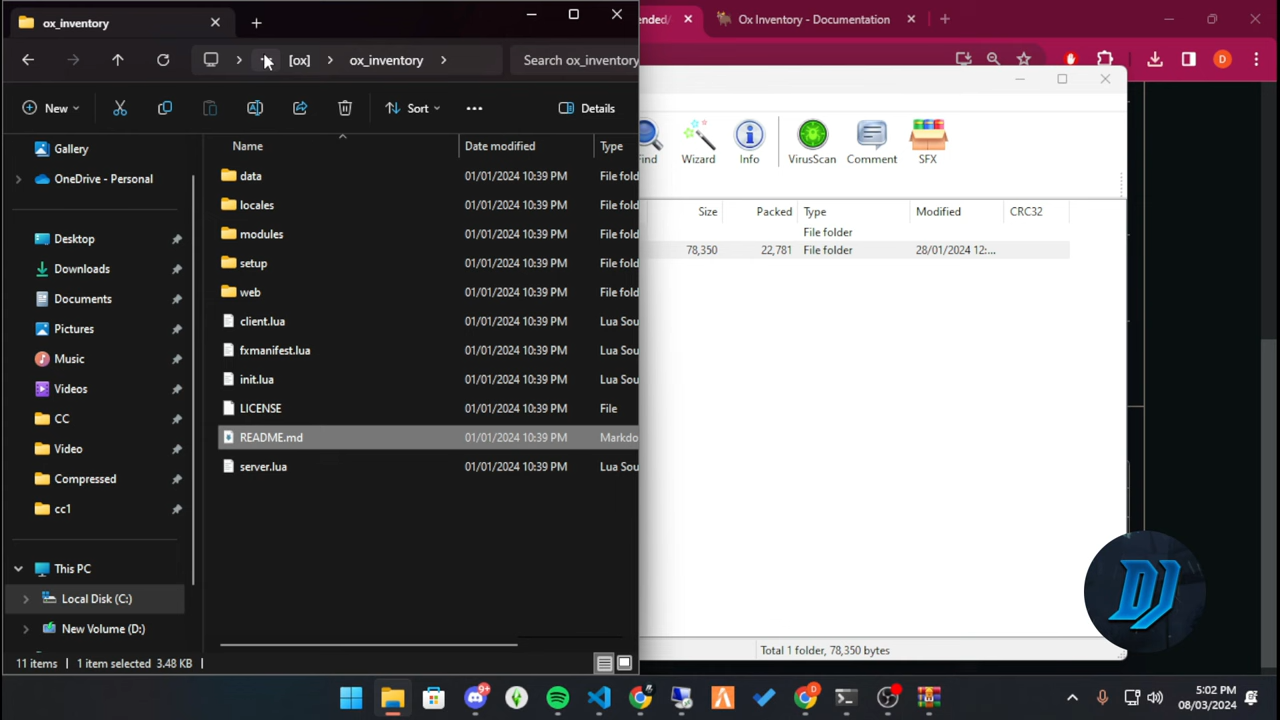 ox_inventory
ended/
Ox Inventory - Documentation
D
[ox]
ox_inventory
Search ox_inventory
New
Sort
Details
ind
Wizard
Info
VirusScan
Comment
SFX
Name
Date modified
Type
Size
Packed
Type
Modified
CRC32
File folder
78,350
22,781
File folder
28/01/2024 12:...
Gallery
OneDrive - Personal
Desktop
Downloads
Documents
Pictures
Music
Videos
CC
Video
Compressed
cc1
This PC
Local Disk (C:)
New Volume (D:)
data 01/01/2024 10:39 PM File fold
locales 01/01/2024 10:39 PM File fold
modules 01/01/2024 10:39 PM File fold
setup 01/01/2024 10:39 PM File fold
web 01/01/2024 10:39 PM File fold
client.lua 01/01/2024 10:39 PM Lua Sou
fxmanifest.lua 01/01/2024 10:39 PM Lua Sou
init.lua 01/01/2024 10:39 PM Lua Sou
LICENSE 01/01/2024 10:39 PM File
README.md 01/01/2024 10:39 PM Markdo
server.lua 01/01/2024 10:39 PM Lua Sou
DJ
11 items
1 item selected 3.48 KB
Total 1 folder, 78,350 bytes
9+
D
5:02 PM
08/03/2024